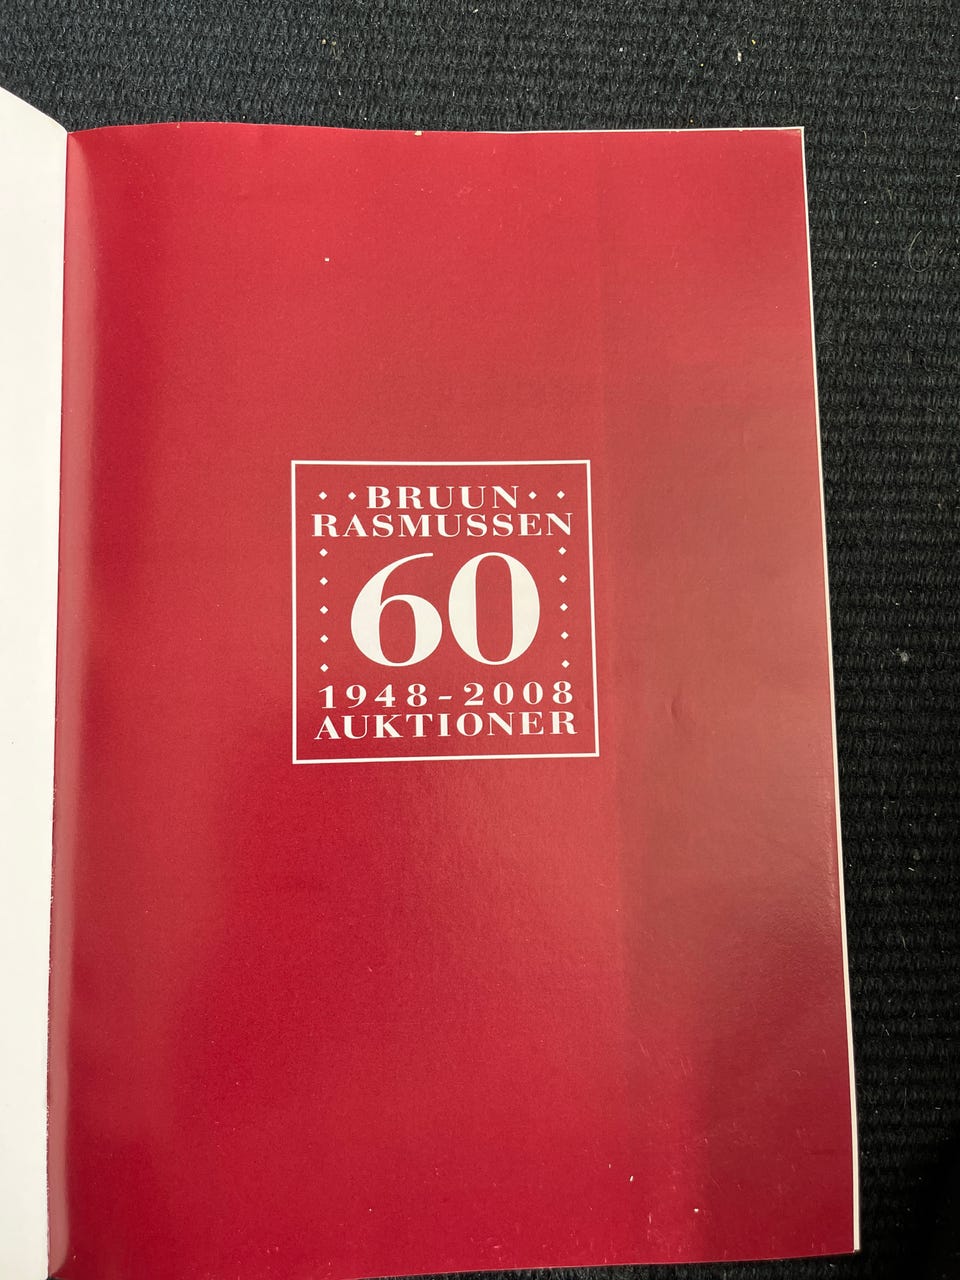 BRUUN
RASMUSSEN
60
1948-2008
AUKTIONER